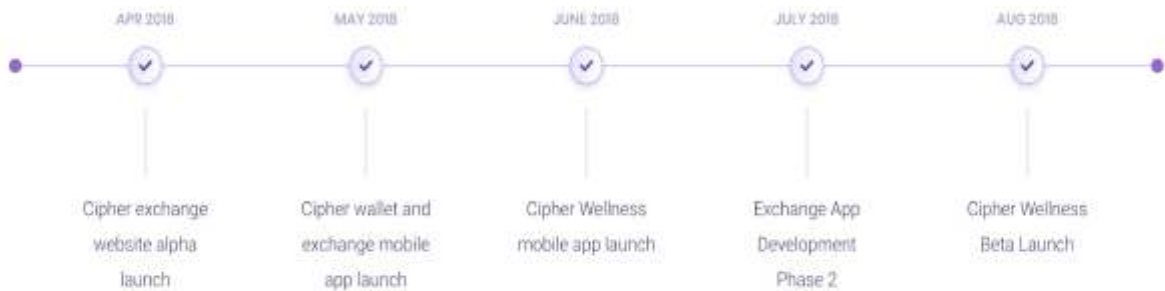 APR 2018
MAY 2018
JUNE 2018
JULY 2018
AUG 2018
Cipher exchange
website alpha
launch
Cipher wallet and
exchange mobile
app launch
Cipher Wellness
mobile app launch
Exchange App
Development
Phase 2
Cipher Wellness
Beta Launch